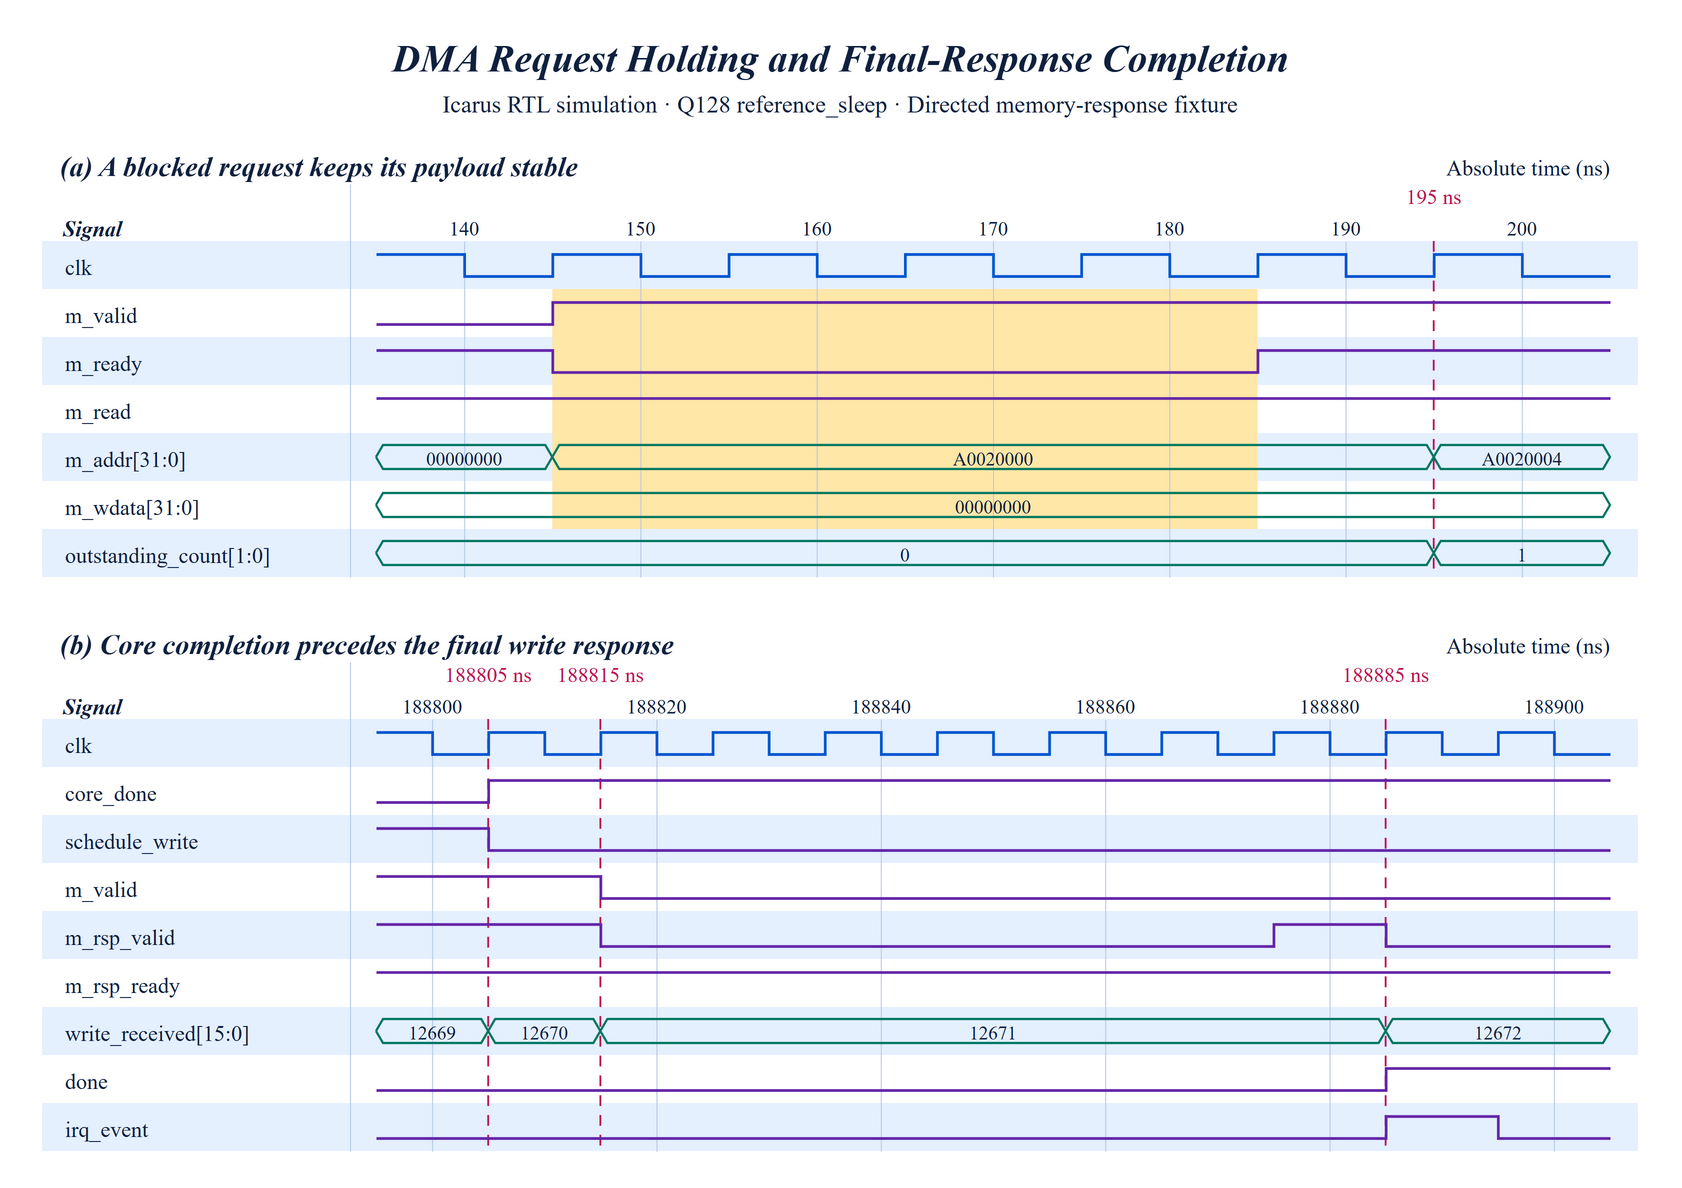 DMA Request Holding and Final-Response Completion
Icarus RTL simulation · Q128 reference_sleep · Directed memory-response fixture
(a) A blocked request keeps its payload stable
Absolute time (ns)
195 ns
Signal 140 150 160 170 180 190 200
clk
m_valid
m_ready
m_read
m_addr[31:0] 00000000 A0020000 A0020004
m_wdata[31:0] 00000000
outstanding_count[1:0] 0 1
(b) Core completion precedes the final write response
Absolute time (ns)
188805 ns 188815 ns 188885 ns
Signal 188800 188820 188840 188860 188880 188900
clk
core_done
schedule_write
m_valid
m_rsp_valid
m_rsp_ready
write_received[15:0] 12669 12670 12671 12672
done
irq_event